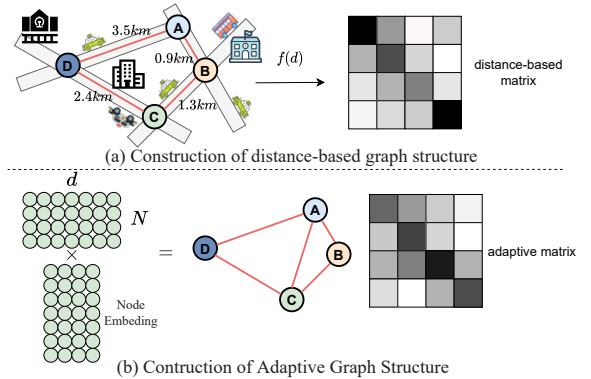 3.5km
A
D
0.9km
B
f(d)
2.4km
1.3km
C
distance-based
matrix
(a) Construction of distance-based graph structure
d
N
×
=
Node
Embeding
A
D
B
C
adaptive matrix
(b) Contruction of Adaptive Graph Structure